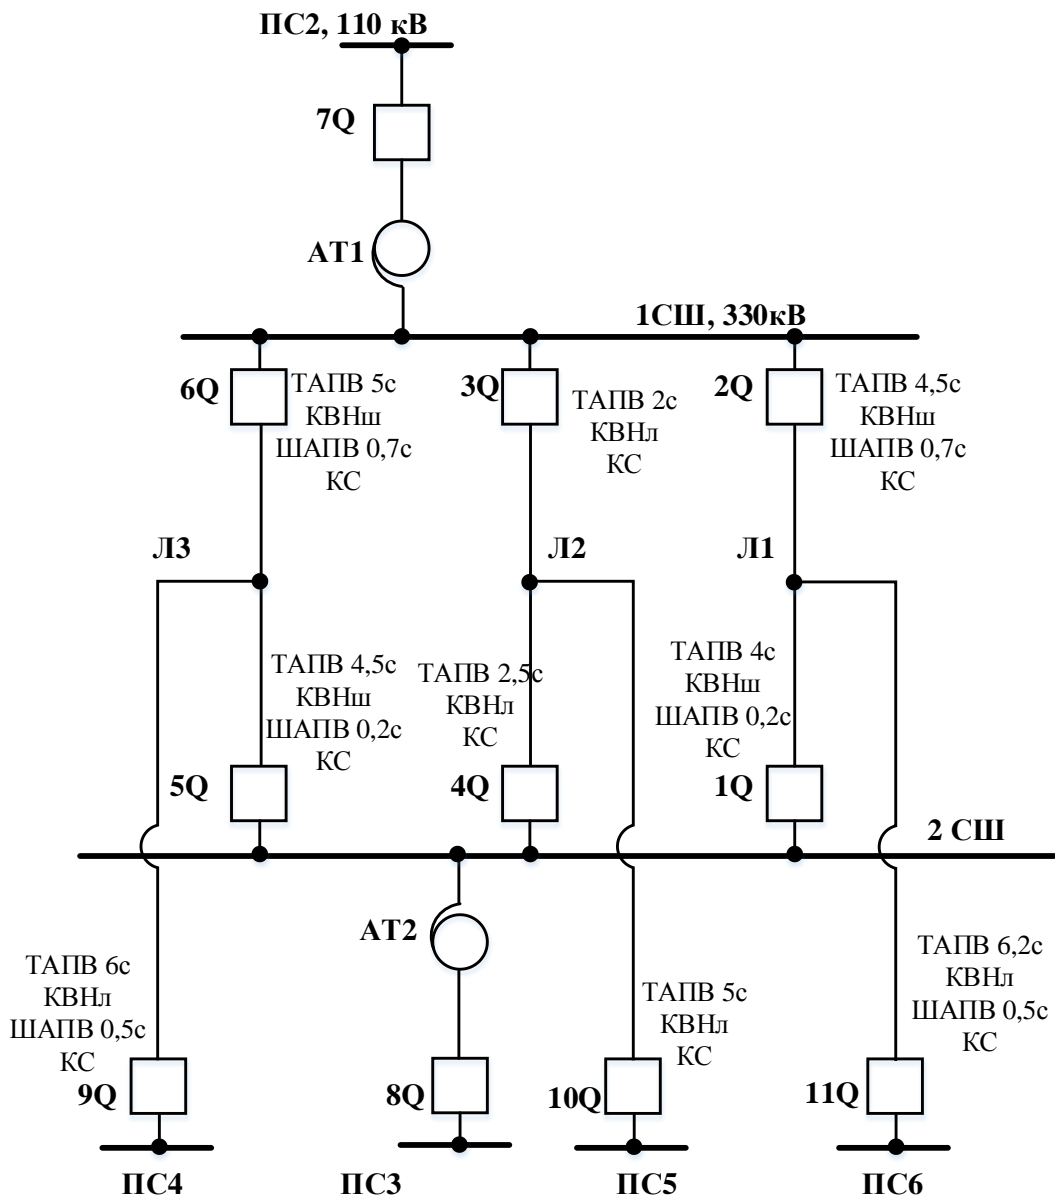 ПС2, 110 кВ
7Q
АТ1
1СШ, 330кВ
6Q
ТАПВ 5с
КВНш
ШАПВ 0,7с
КС
3Q
ТАПВ 2с
КВНл
КС
2Q
ТАПВ 4,5с
КВНш
ШАПВ 0,7с
КС
Л3
Л2
Л1
ТАПВ 4,5с
КВНш
ШАПВ 0,2с
КС
5Q
ТАПВ 2,5с
КВНл
КС
4Q
ТАПВ 4с
КВНш
ШАПВ 0,2с
КС
1Q
2 СШ
АТ2
ТАПВ 6с
КВНл
ШАПВ 0,5с
КС
9Q
8Q
ТАПВ 5с
КВНл
КС
10Q
ТАПВ 6,2с
КВНл
ШАПВ 0,5с
КС
11Q
ПС4
ПС3
ПС5
ПС6